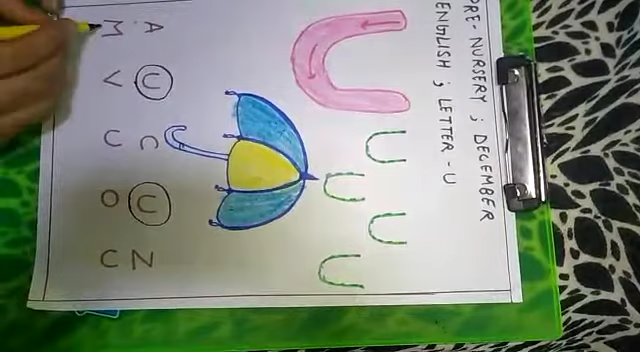 PRE-NURSERY ; DECEMBER
ENGLISH ; LETTER - U
U
U U
U U
A U C U N
M V U O U